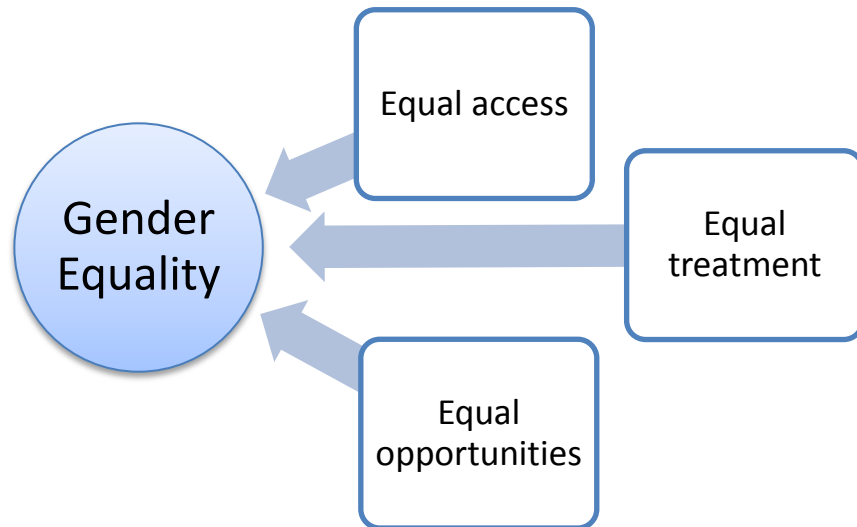 Gender
Equality
Equal access
Equal
treatment
Equal
opportunities